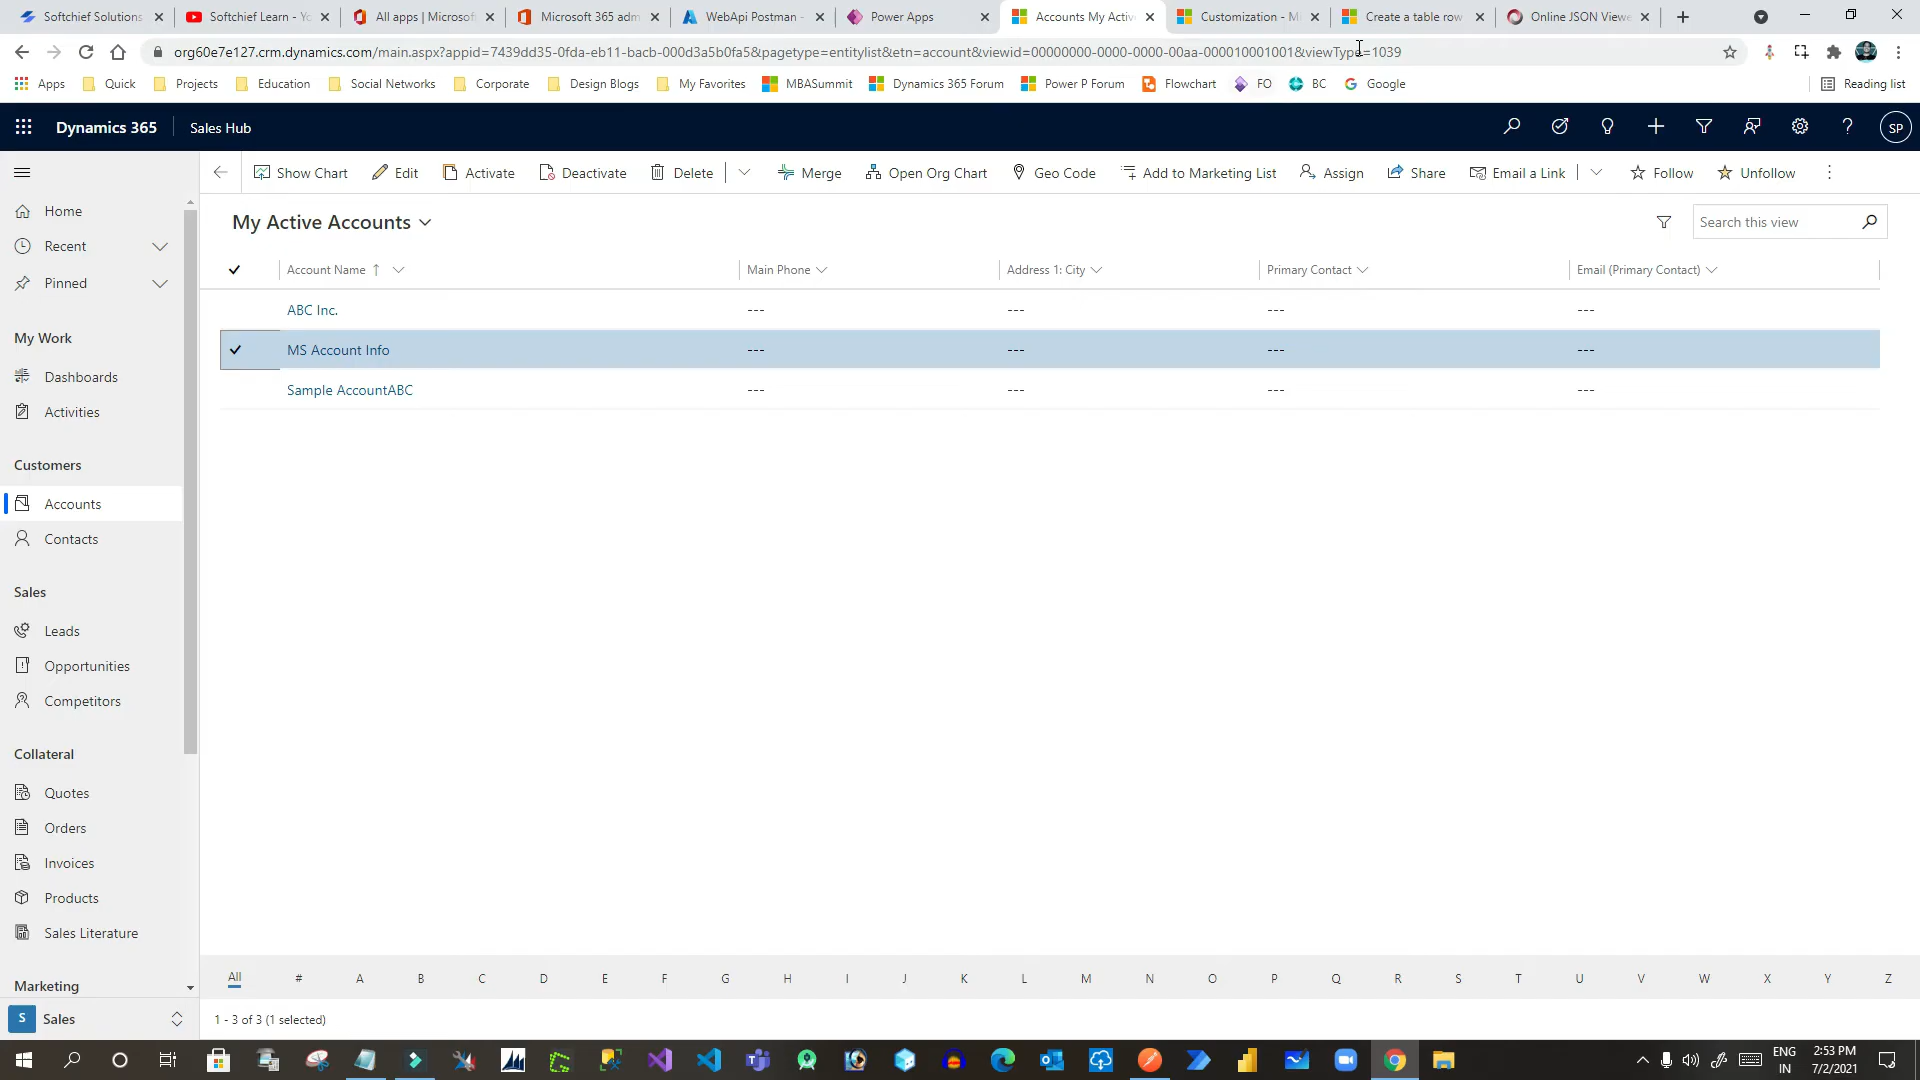 Softchief Solutions
Softchief Learn - Yo
All apps | Microsof
Microsoft 365 adm
WebApi Postman -
Power Apps
Accounts My Activ
Customization - Mi
Create a table row
Online JSON Viewe
org60e7e127.crm.dynamics.com/main.aspx?appid=7439dd35-0fda-eb11-bacb-000d3a5b0fa5&pagetype=entitylist&etn=account&viewid=00000000-0000-0000-00aa-000010001001&viewType=1039
Apps
Quick
Projects
Education
Social Networks
Corporate
Design Blogs
My Favorites
MBASummit
Dynamics 365 Forum
Power P Forum
Flowchart
FO
BC
Google
Reading list
Dynamics 365
Sales Hub
SP
Show Chart
Edit
Activate
Deactivate
Delete
Merge
Open Org Chart
Geo Code
Add to Marketing List
Assign
Share
Email a Link
Follow
Unfollow
Home
Recent
Pinned
My Work
Dashboards
Activities
Customers
Accounts
Contacts
Sales
Leads
Opportunities
Competitors
Collateral
Quotes
Orders
Invoices
Products
Sales Literature
Marketing
S Sales
My Active Accounts
Search this view
Account Name ↑ Main Phone Address 1: City Primary Contact Email (Primary Contact)
ABC Inc. --- --- --- ---
MS Account Info --- --- --- ---
Sample AccountABC --- --- --- ---
All # A B C D E F G H I J K L M N O P Q R S T U V W X Y Z
1 - 3 of 3 (1 selected)
ENG
IN
2:53 PM
7/2/2021